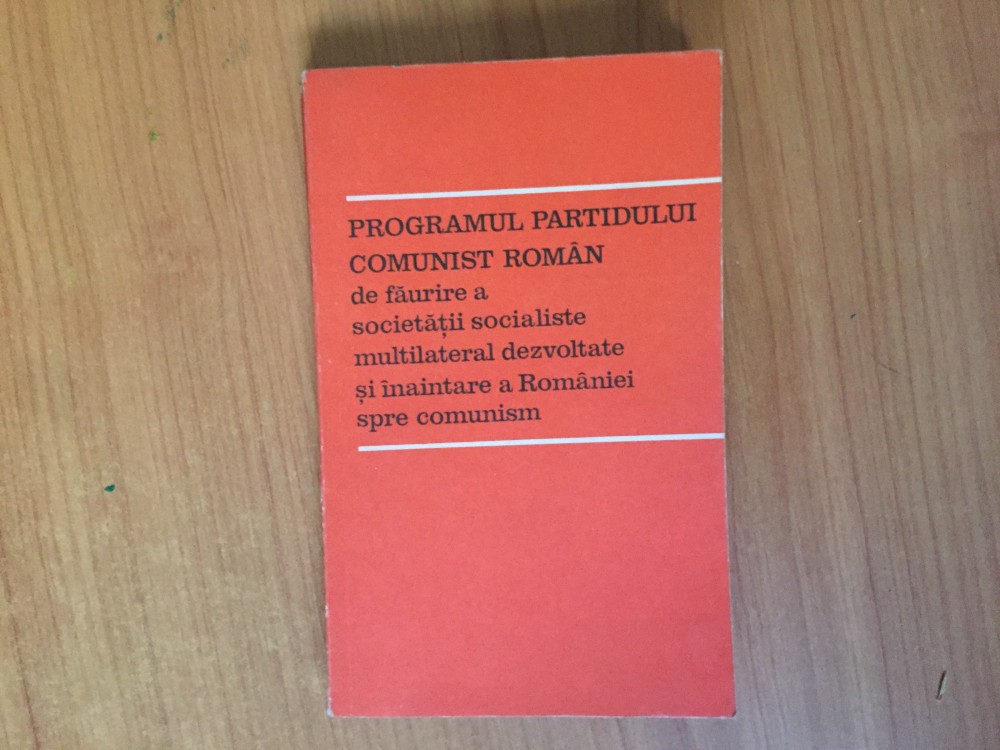 PROGRAMUL PARTIDULUI
COMUNIST ROMÂN
de făurire a
societății socialiste
multilateral dezvoltate
și înaintare a României
spre comunism